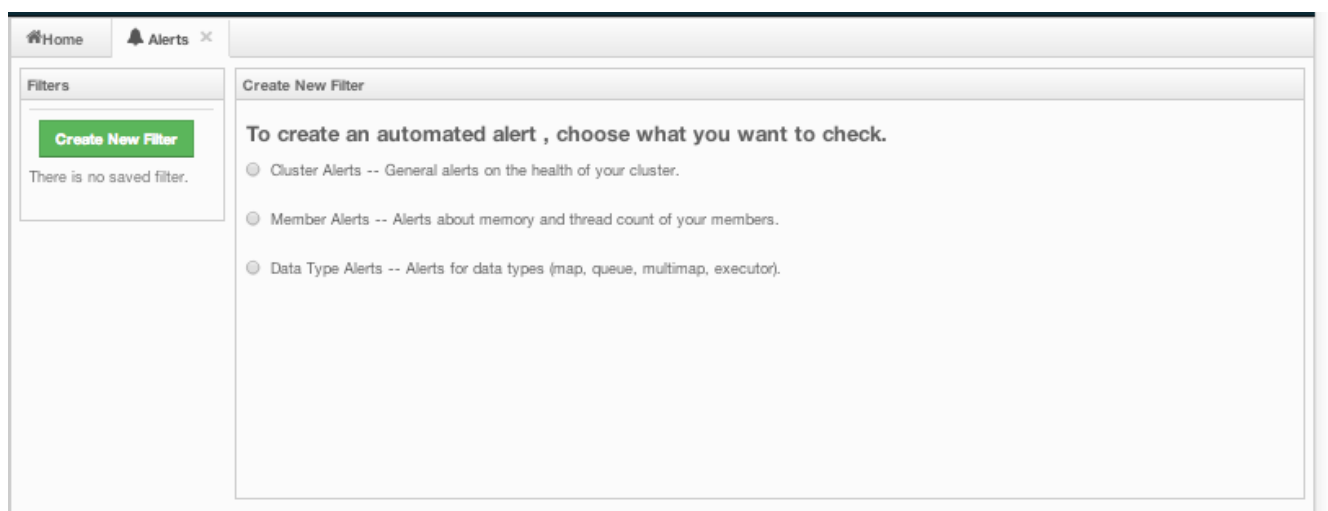 Home
Alerts ×
Filters
Create New Filter
There is no saved filter.
Create New Filter
To create an automated alert , choose what you want to check.
Cluster Alerts -- General alerts on the health of your cluster.
Member Alerts -- Alerts about memory and thread count of your members.
Data Type Alerts -- Alerts for data types (map, queue, multimap, executor).